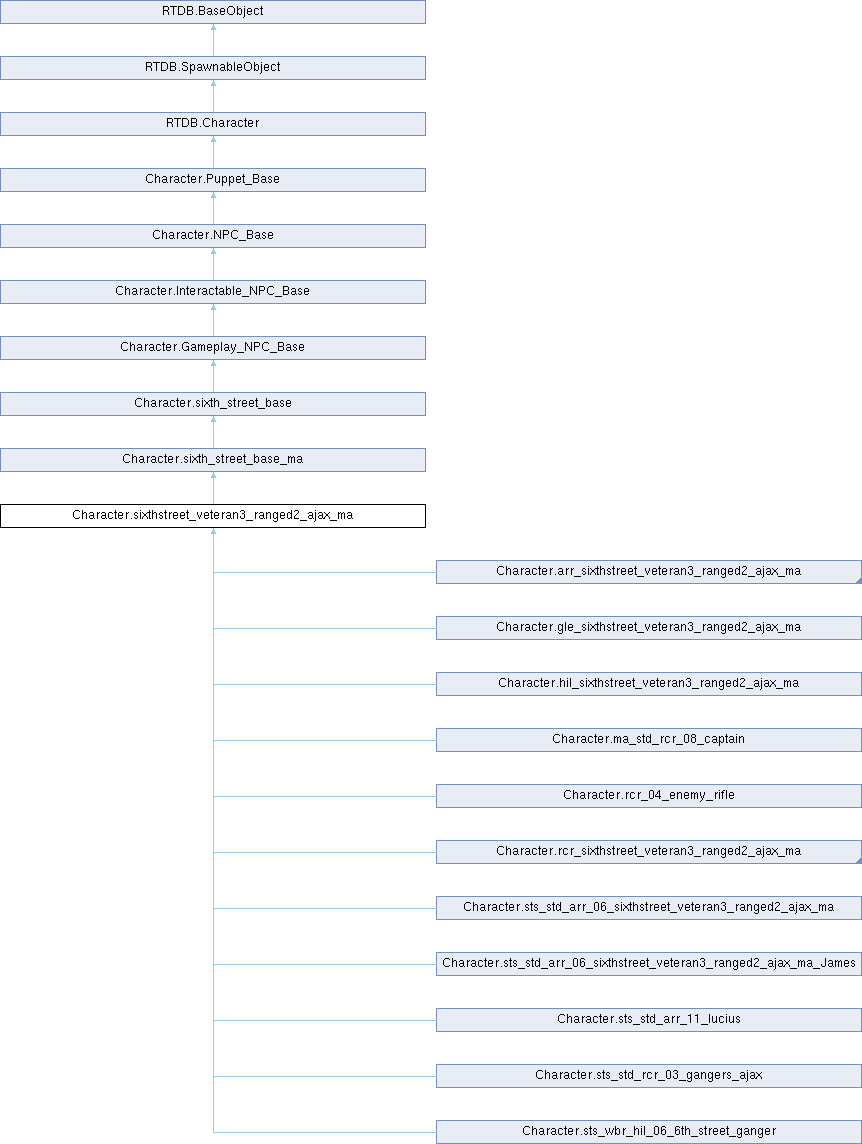 RTDB.BaseObject
RTDB.SpawnableObject
RTDB.Character
Character.Puppet_Base
Character.NPC_Base
Character.Interactable_NPC_Base
Character.Gameplay_NPC_Base
Character.sixth_street_base
Character.sixth_street_base_ma
Character.sixthstreet_veteran3_ranged2_ajax_ma
Character.arr_sixthstreet_veteran3_ranged2_ajax_ma
Character.gle_sixthstreet_veteran3_ranged2_ajax_ma
Character.hil_sixthstreet_veteran3_ranged2_ajax_ma
Character.ma_std_rcr_08_captain
Character.rcr_04_enemy_rifle
Character.rcr_sixthstreet_veteran3_ranged2_ajax_ma
Character.sts_std_arr_06_sixthstreet_veteran3_ranged2_ajax_ma
Character.sts_std_arr_06_sixthstreet_veteran3_ranged2_ajax_ma_James
Character.sts_std_arr_11_lucius
Character.sts_std_rcr_03_gangers_ajax
Character.sts_wbr_hil_06_6th_street_ganger